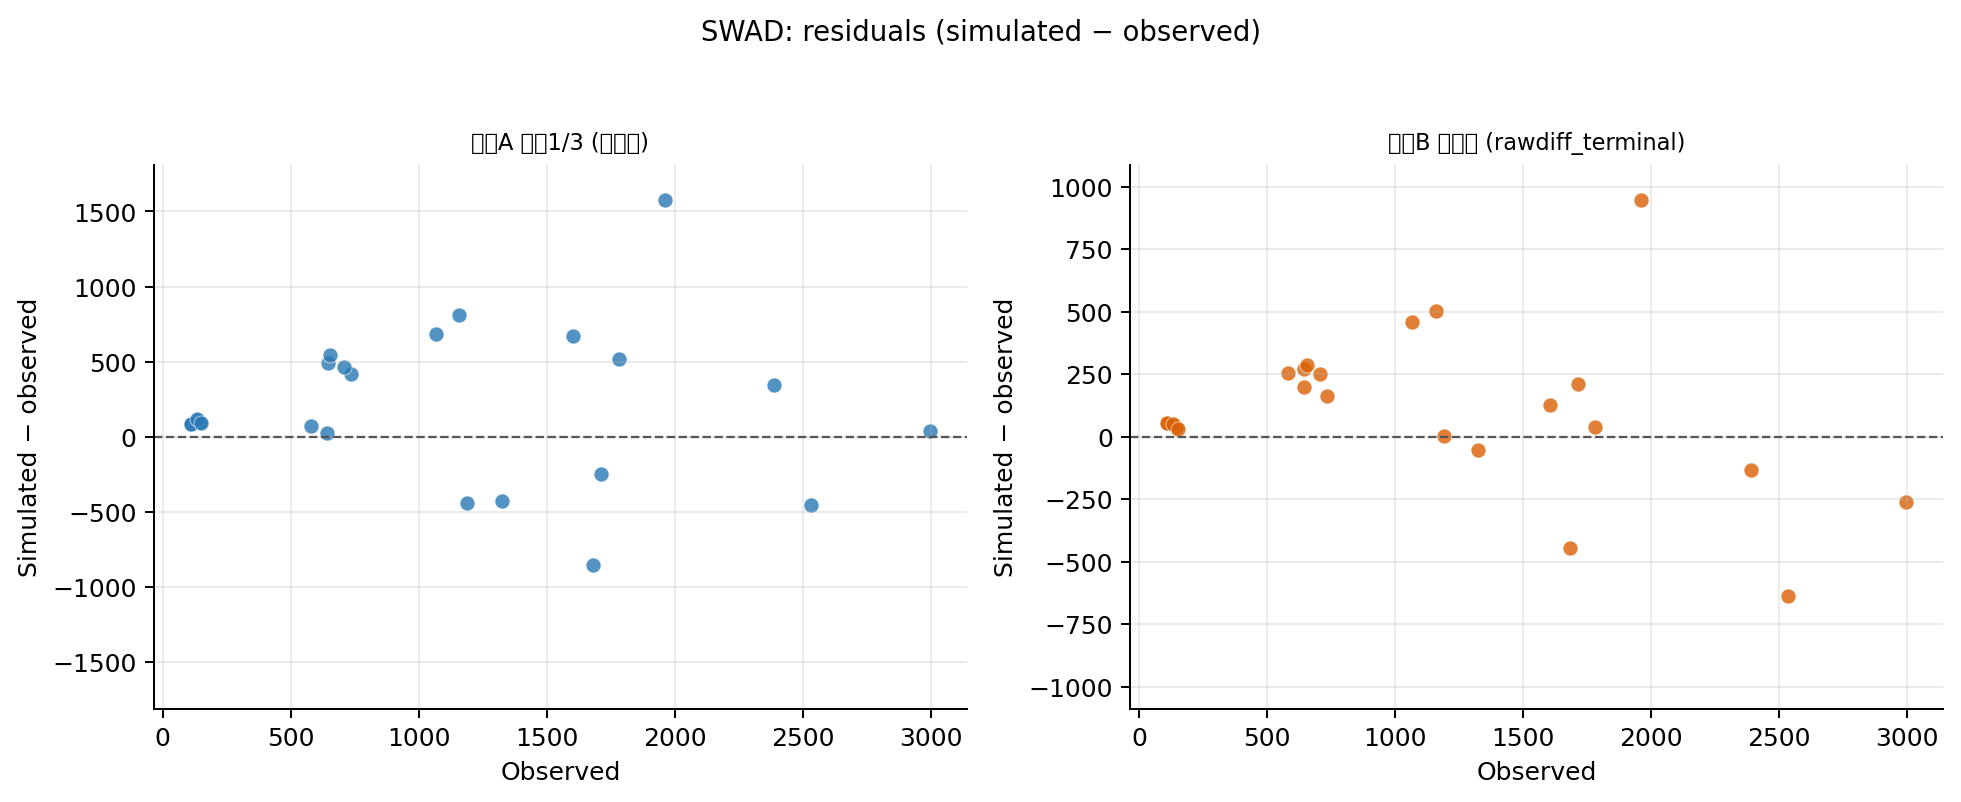 SWAD: residuals (simulated − observed)
A 1/3
B (rawdiff_terminal)
Simulated − observed
1500
1000
500
0
−500
−1000
−1500
0 500 1000 1500 2000 2500 3000
Observed
Simulated − observed
1000
750
500
250
0
−250
−500
−750
−1000
0 500 1000 1500 2000 2500 3000
Observed